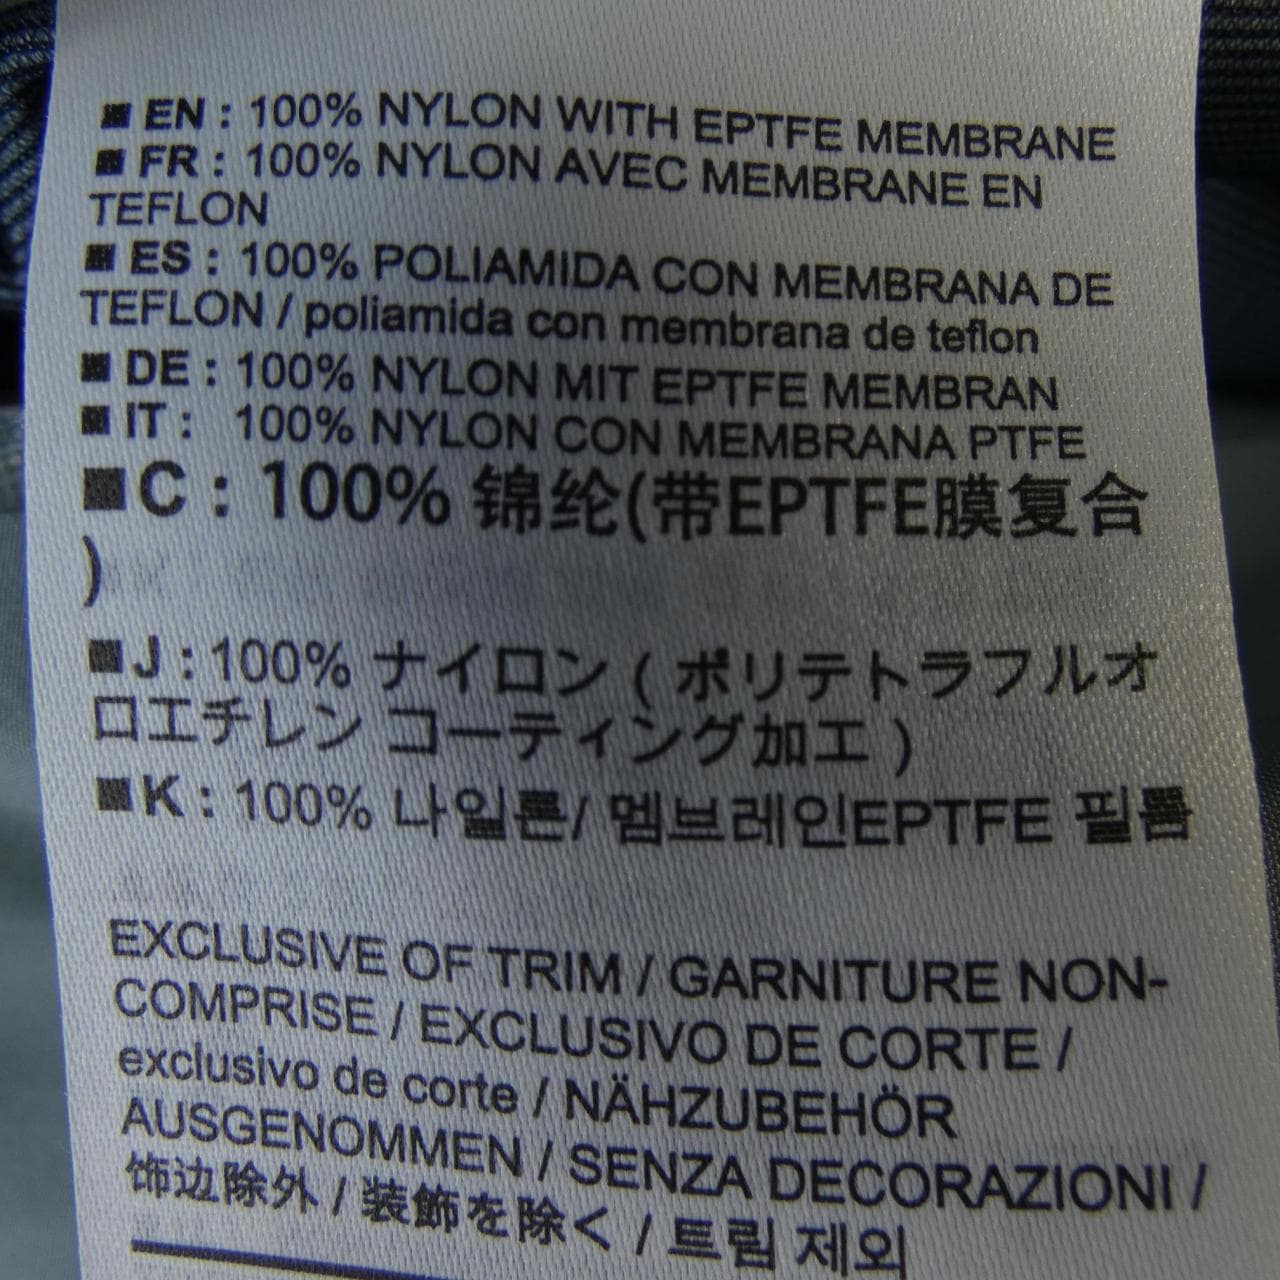 ■ EN : 100% NYLON WITH EPTFE MEMBRANE
■ FR : 100% NYLON AVEC MEMBRANE EN
TEFLON
■ ES : 100% POLIAMIDA CON MEMBRANA DE
TEFLON / poliamida con membrana de teflon
■ DE : 100% NYLON MIT EPTFE MEMBRAN
■ IT : 100% NYLON CON MEMBRANA PTFE
■ C : 100% 锦纶(带EPTFE膜复合
)
■ J : 100% ナイロン ( ポリテトラフルオ
ロエチレン コーティング加工 )
■ K : 100% 나일론/ 멤브레인EPTFE 필름
EXCLUSIVE OF TRIM / GARNITURE NON-
COMPRISE / EXCLUSIVO DE CORTE /
exclusivo de corte / NÄHZUBEHÖR
AUSGENOMMEN / SENZA DECORAZIONI /
饰边除外 / 装飾を除く / 트림 제외